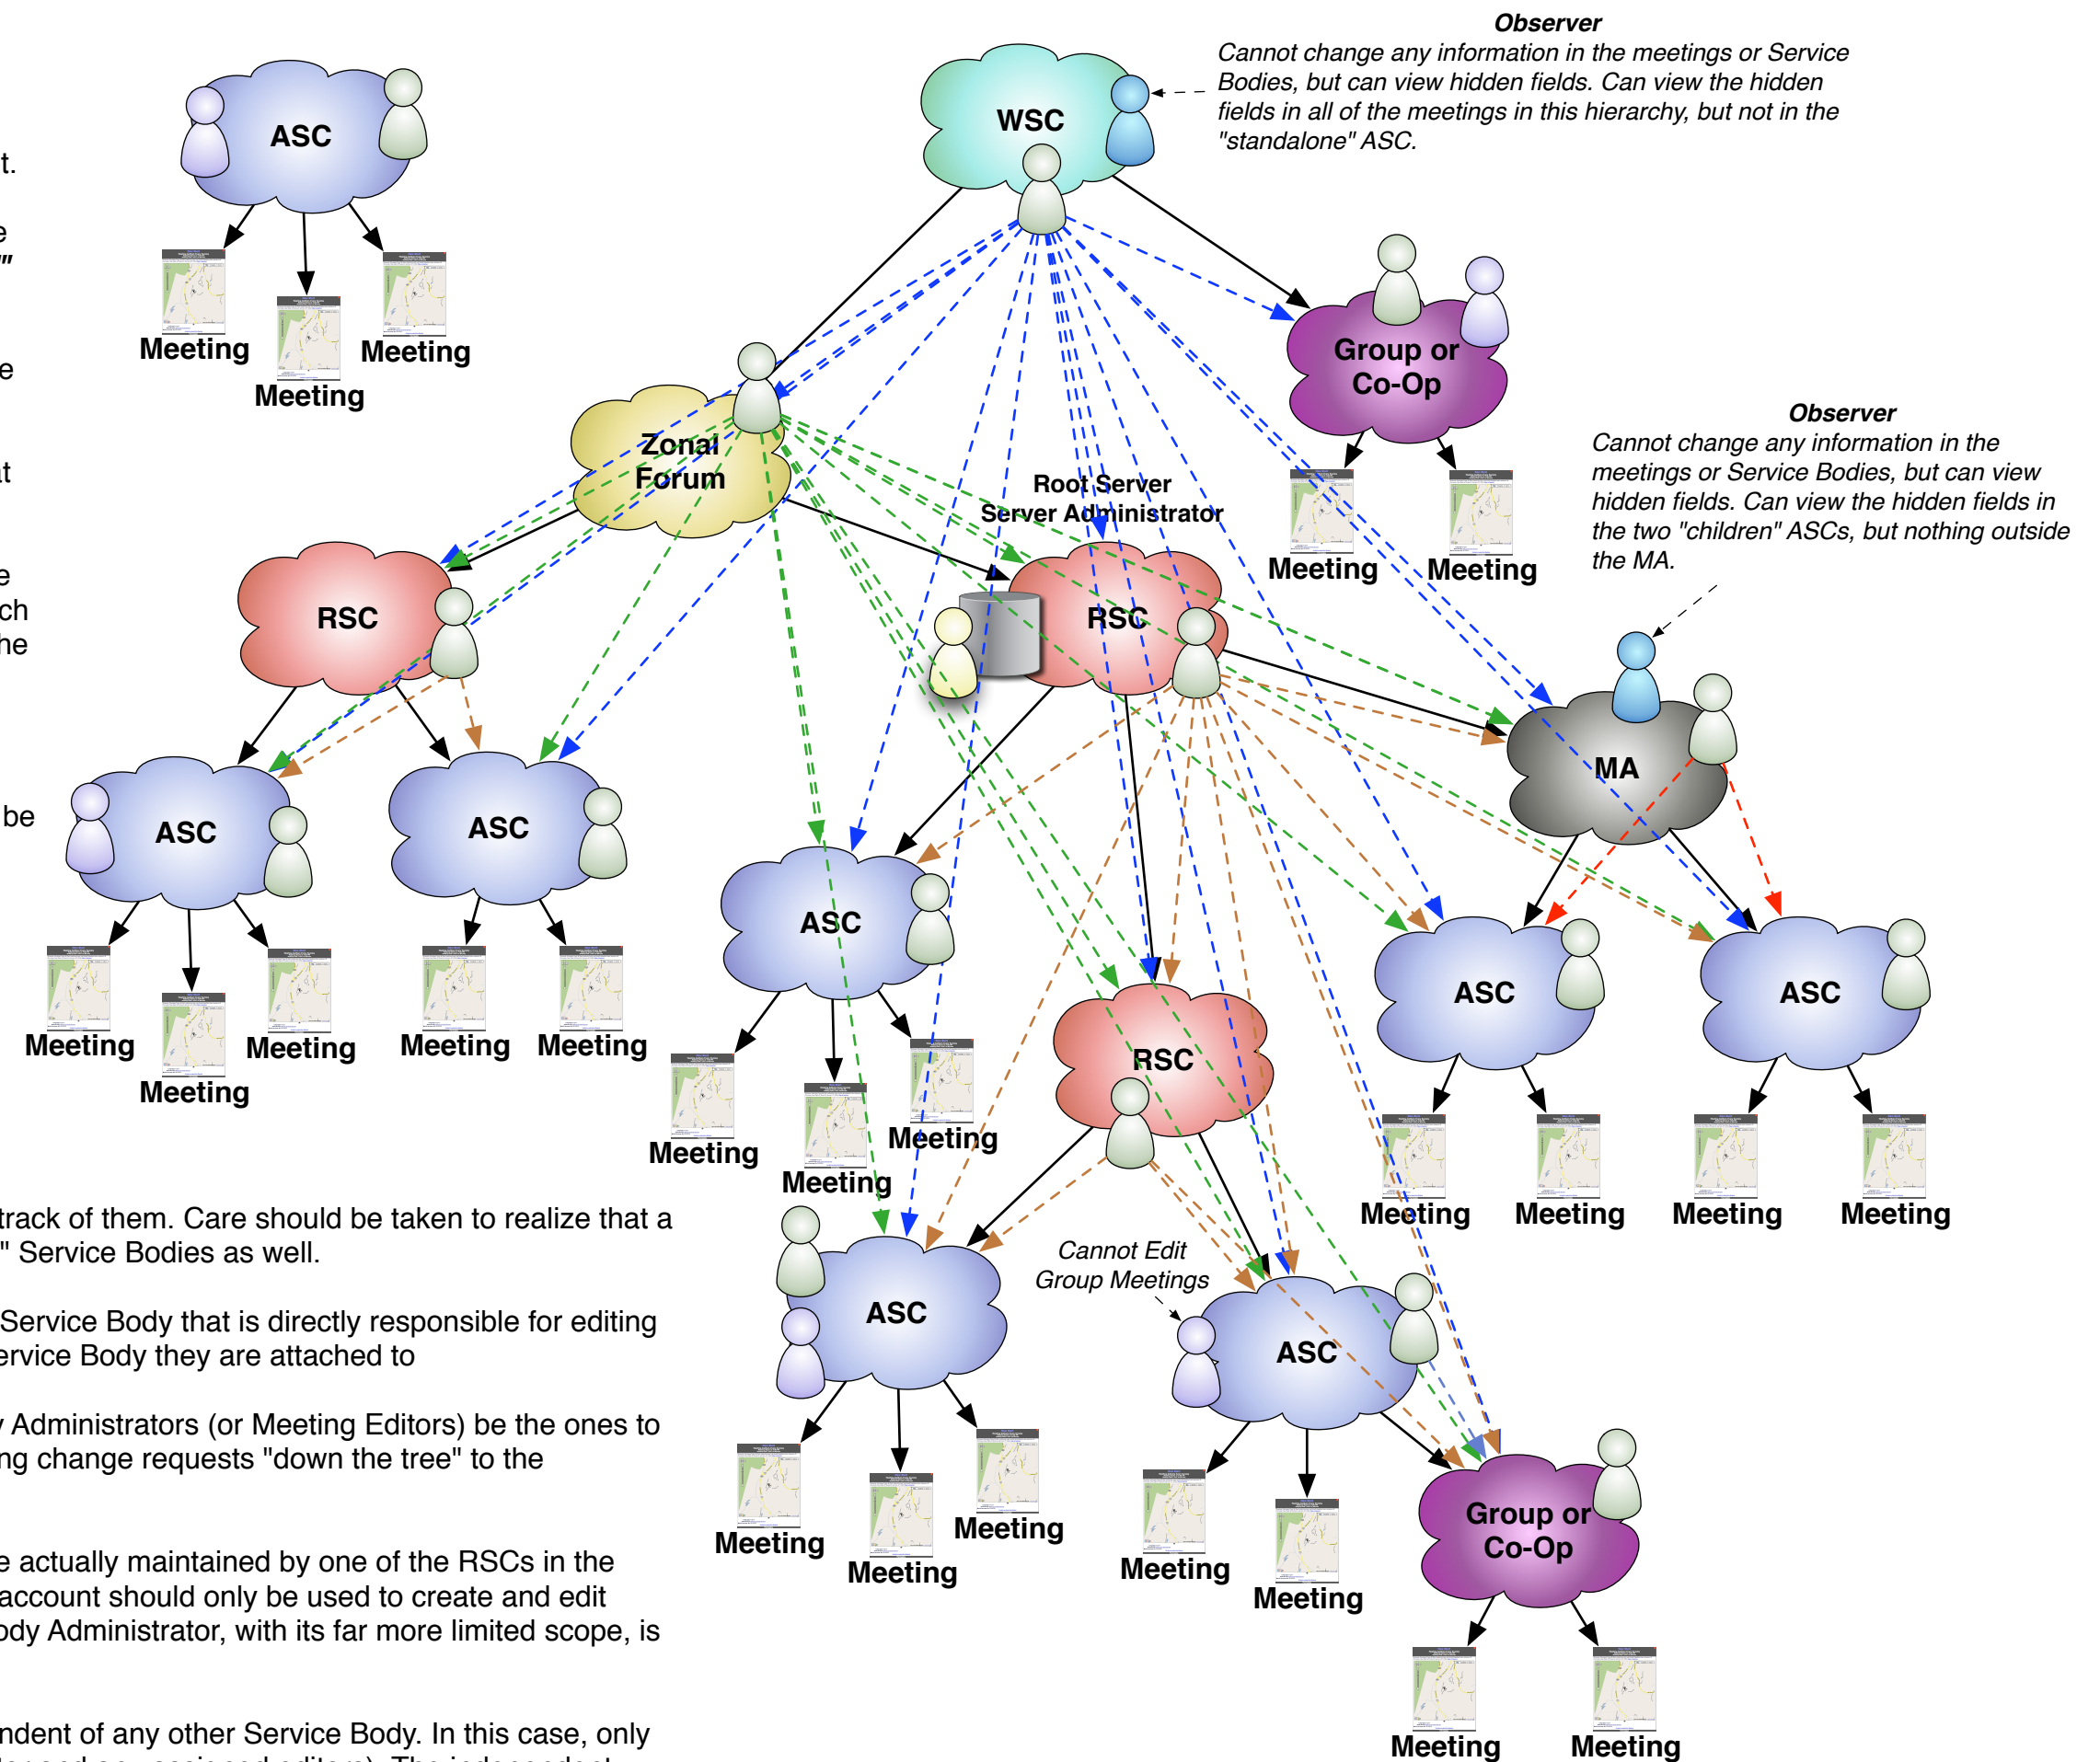 t.
e
"'
e
at
e
ch
he
be
track of them. Care should be taken to realize that a
" Service Bodies as well.
Service Body that is directly responsible for editing
ervice Body they are attached to
y Administrators (or Meeting Editors) be the ones to
ing change requests "down the tree" to the
e actually maintained by one of the RSCs in the
account should only be used to create and edit
ody Administrator, with its far more limited scope, is
ndent of any other Service Body. In this case, only
ASC
Meeting
Meeting
Meeting
WSC
Observer
Cannot change any information in the meetings or Service
Bodies, but can view hidden fields. Can view the hidden
fields in all of the meetings in this hierarchy, but not in the
"standalone" ASC.
Group or
Co-Op
Meeting
Meeting
Observer
Cannot change any information in the
meetings or Service Bodies, but can view
hidden fields. Can view the hidden fields in
the two "children" ASCs, but nothing outside
the MA.
Zonal
Forum
Root Server
Server Administrator
RSC
RSC
MA
ASC
Meeting
Meeting
Meeting
ASC
Meeting
Meeting
ASC
Meeting
Meeting
Meeting
RSC
ASC
Meeting
Meeting
ASC
Meeting
Meeting
Cannot Edit
Group Meetings
ASC
Meeting
Meeting
Meeting
ASC
Meeting
Meeting
Group or
Co-Op
Meeting
Meeting